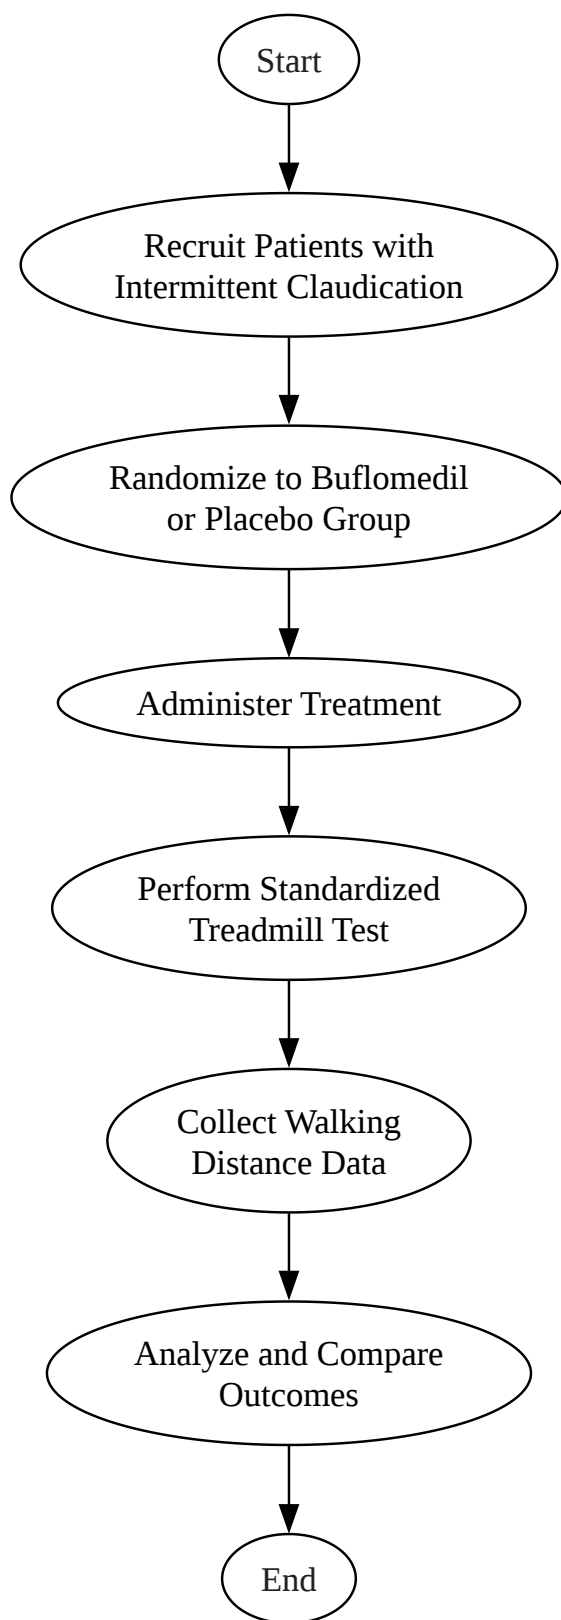 Start
Recruit Patients with
Intermittent Claudication
Randomize to Buflomedil
or Placebo Group
Administer Treatment
Perform Standardized
Treadmill Test
Collect Walking
Distance Data
Analyze and Compare
Outcomes
End